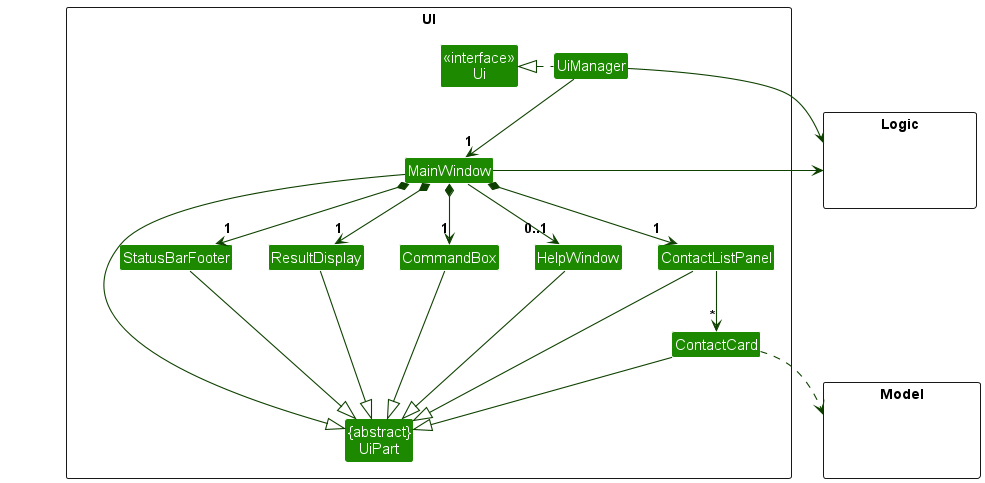 UI
«interface»
Ui
UiManager
Logic
1
MainWindow
1
1
1
0..1
1
StatusBarFooter
ResultDisplay
CommandBox
HelpWindow
ContactListPanel
*
ContactCard
Model
{abstract}
UiPart